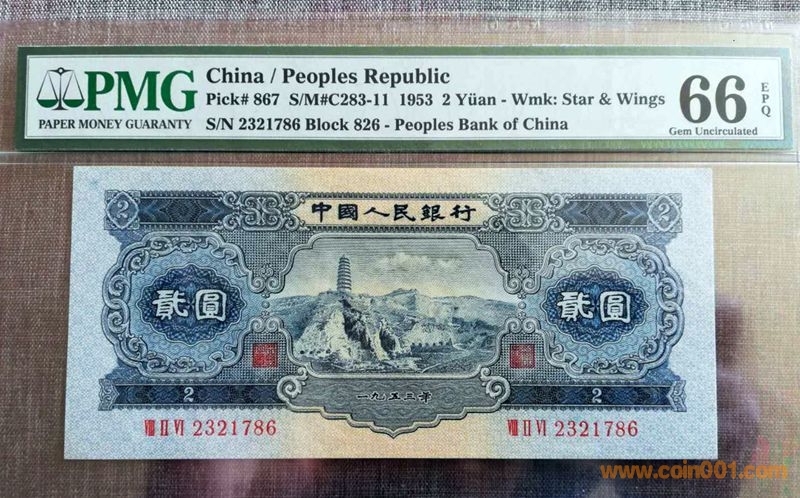 PMG
PAPER MONEY GUARANTY
China / Peoples Republic
Pick# 867 S/M#C283-11 1953 2 Yüan - Wmk: Star & Wings
S/N 2321786 Block 826 - Peoples Bank of China
66
EPQ
Gem Uncirculated
2
中國人民銀行
2
貳圓
貳圓
2
一九五三年
2
VIII II VI 2321786
VIII II VI 2321786
www.coin001.com